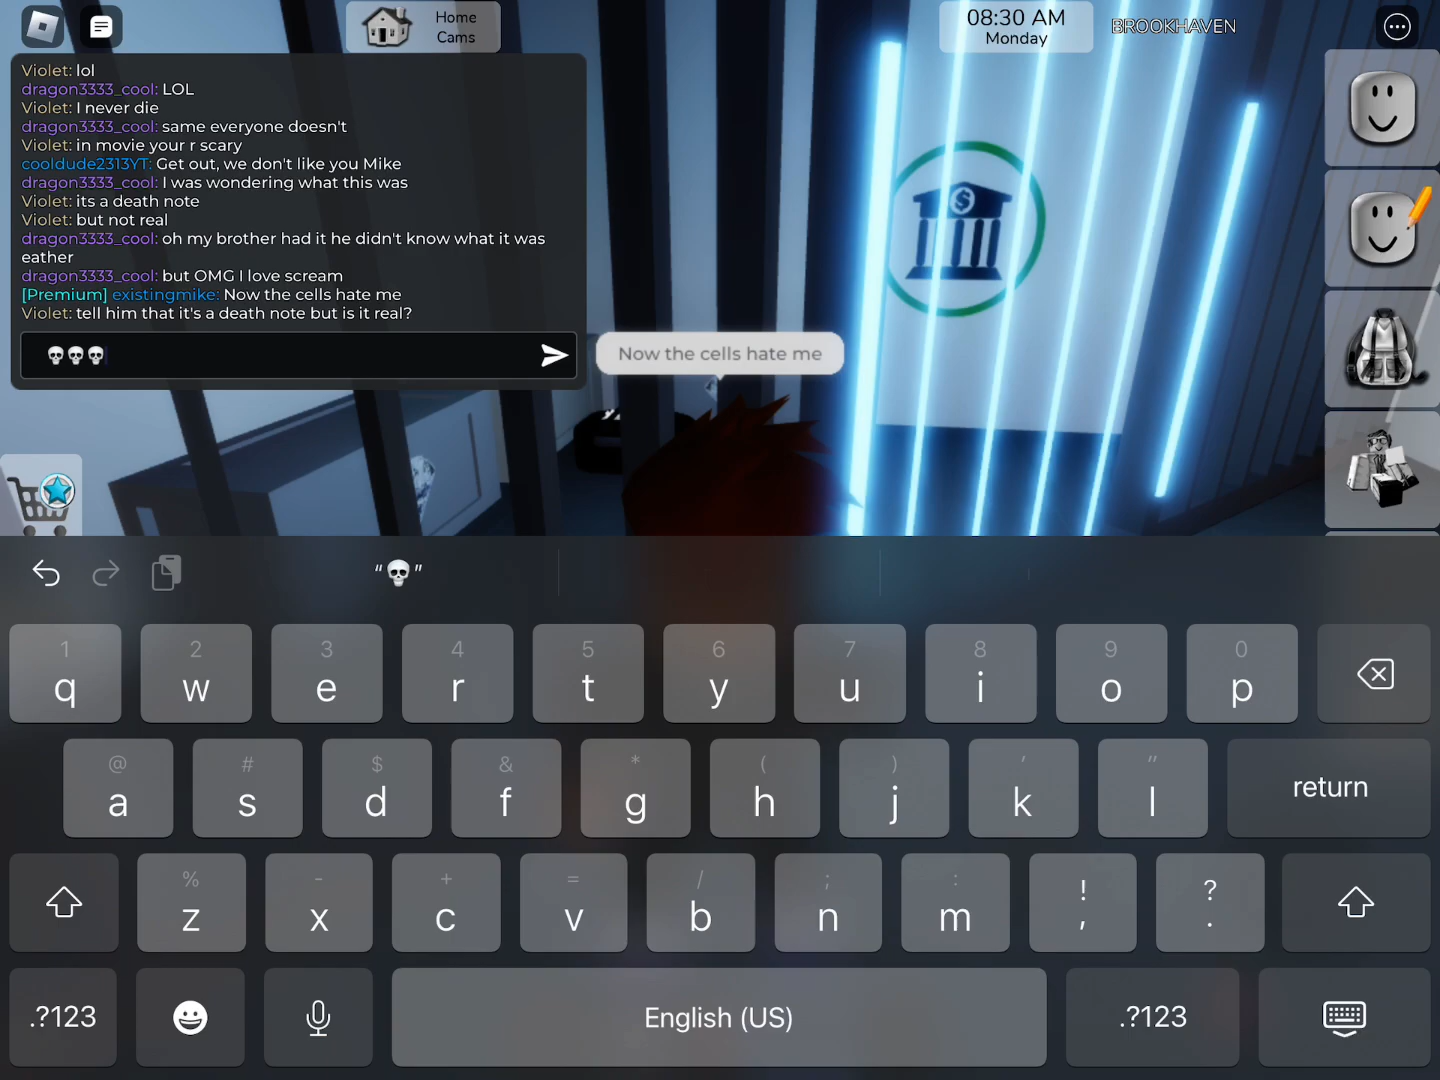 Home
Cams
08:30 AM
Monday
BROOKHAVEN
Violet: lol
dragon3333_cool: LOL
Violet: I never die
dragon3333_cool: same everyone doesn't
Violet: in movie your r scary
cooldude2313YT: Get out, we don't like you Mike
dragon3333_cool: I was wondering what this was
Violet: its a death note
Violet: but not real
dragon3333_cool: oh my brother had it he didn't know what it was
eather
dragon3333_cool: but OMG I love scream
[Premium] existingmike: Now the cells hate me
Violet: tell him that it's a death note but is it real?
💀💀💀
Now the cells hate me
"💀"
1 2 3 4 5 6 7 8 9 0
q w e r t y u i o p
@ # $ & * ( ) ' "
a s d f g h j k l return
% - + = / ; : ! ?
z x c v b n m , .
.?123 English (US) .?123